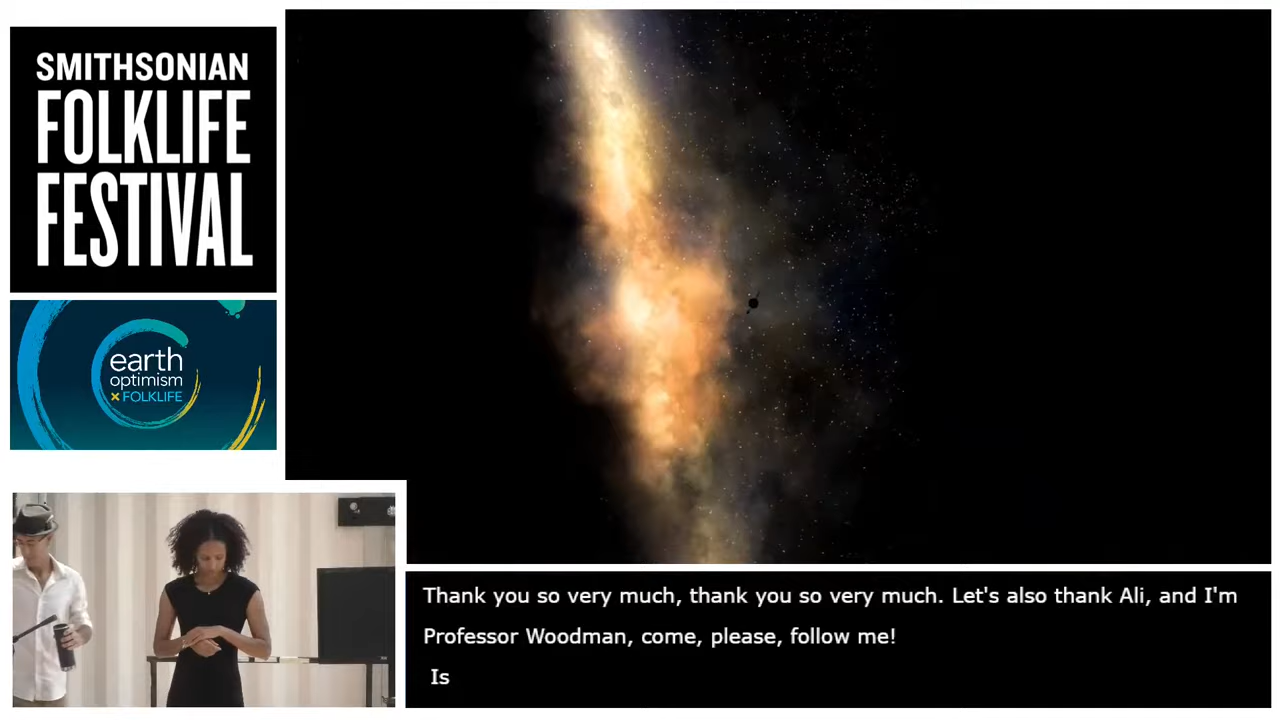 SMITHSONIAN
FOLKLIFE
FESTIVAL
earth
optimism
×FOLKLIFE
Thank you so very much, thank you so very much. Let's also thank Ali, and I'm
Professor Woodman, come, please, follow me!
Is